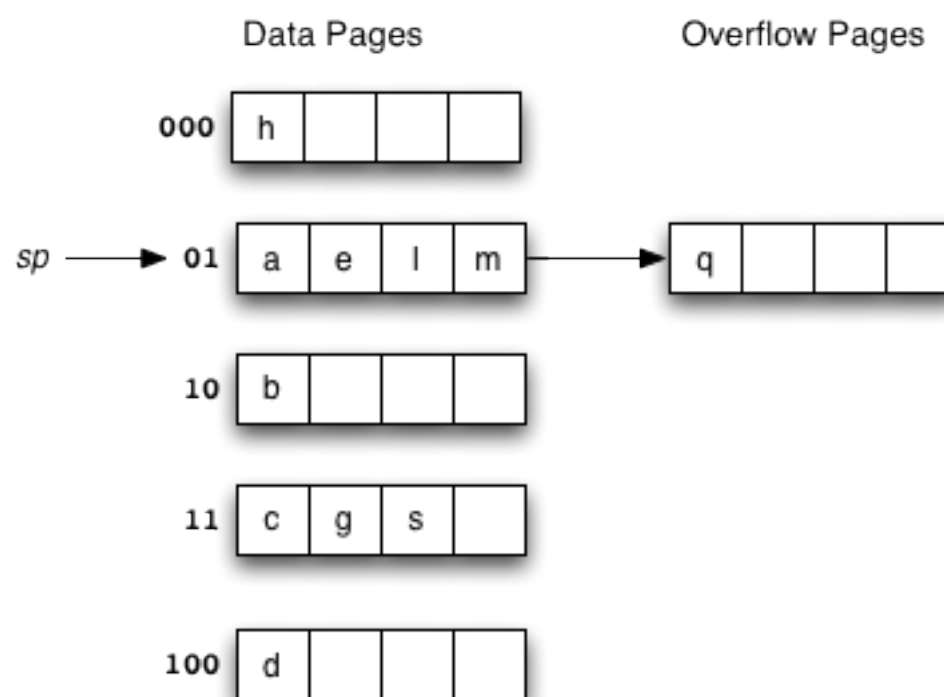 Data Pages Overflow Pages
000 h
sp 01 a e l m q
10 b
11 c g s
100 d